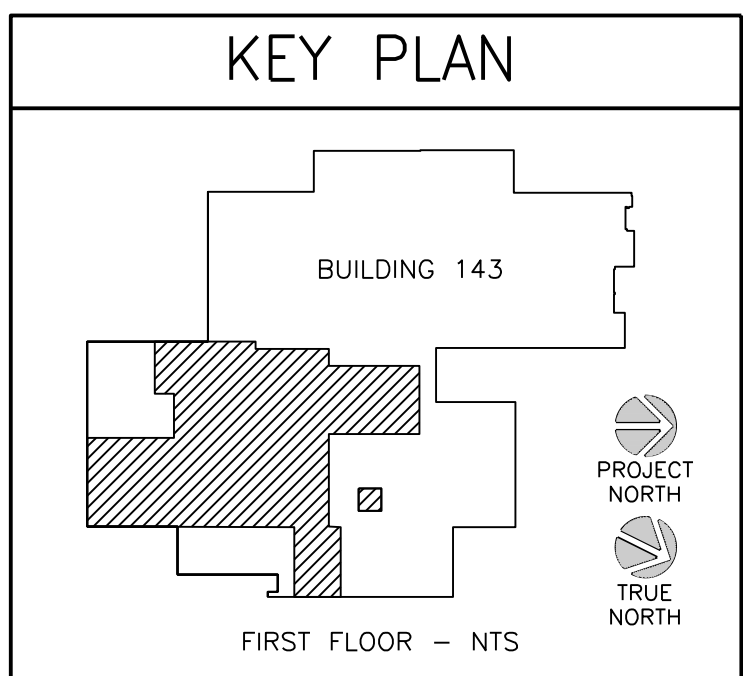 KEY PLAN
BUILDING 143
PROJECT
NORTH
TRUE
NORTH
FIRST FLOOR – NTS